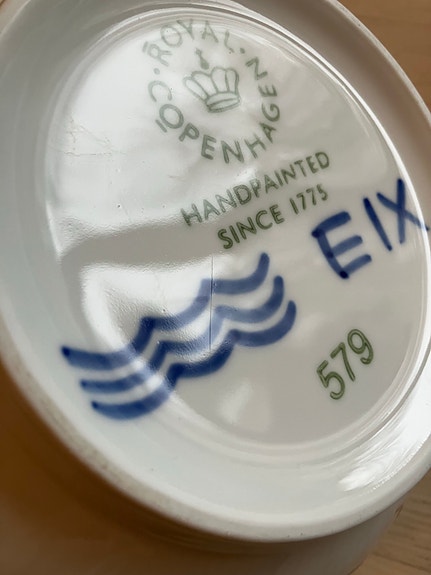 ROYAL
COPENHAGEN
HANDPAINTED
SINCE 1775
EIX
579